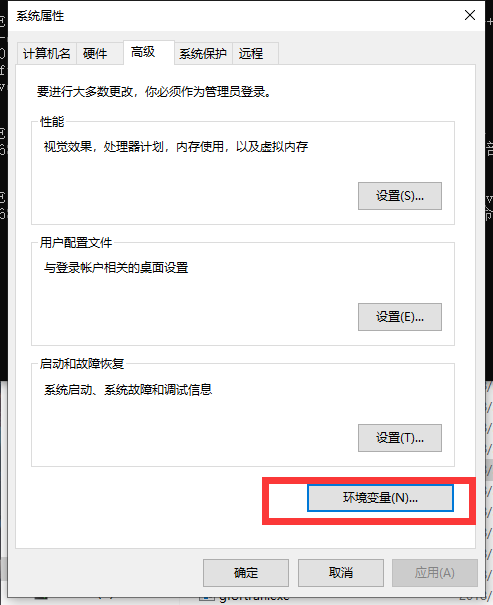 系统属性
计算机名 硬件 高级 系统保护 远程
要进行大多数更改，你必须作为管理员登录。
性能
视觉效果，处理器计划，内存使用，以及虚拟内存
设置(S)...
用户配置文件
与登录帐户相关的桌面设置
设置(E)...
启动和故障恢复
系统启动、系统故障和调试信息
设置(T)...
环境变量(N)...
确定 取消 应用(A)